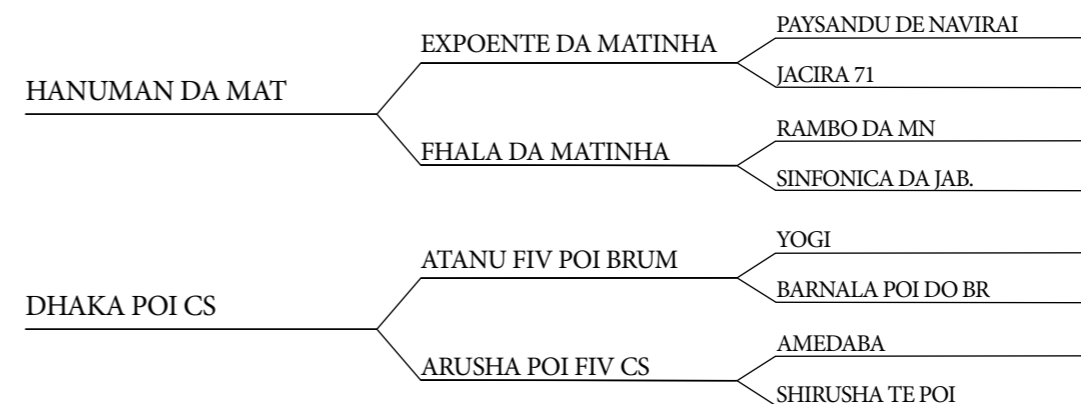 PAYSANDU DE NAVIRAI
EXPOENTE DA MATINHA
JACIRA 71
HANUMAN DA MAT
RAMBO DA MN
FHALA DA MATINHA
SINFONICA DA JAB.
YOGI
ATANU FIV POI BRUM
BARNALA POI DO BR
DHAKA POI CS
AMEDABA
ARUSHA POI FIV CS
SHIRUSHA TE POI